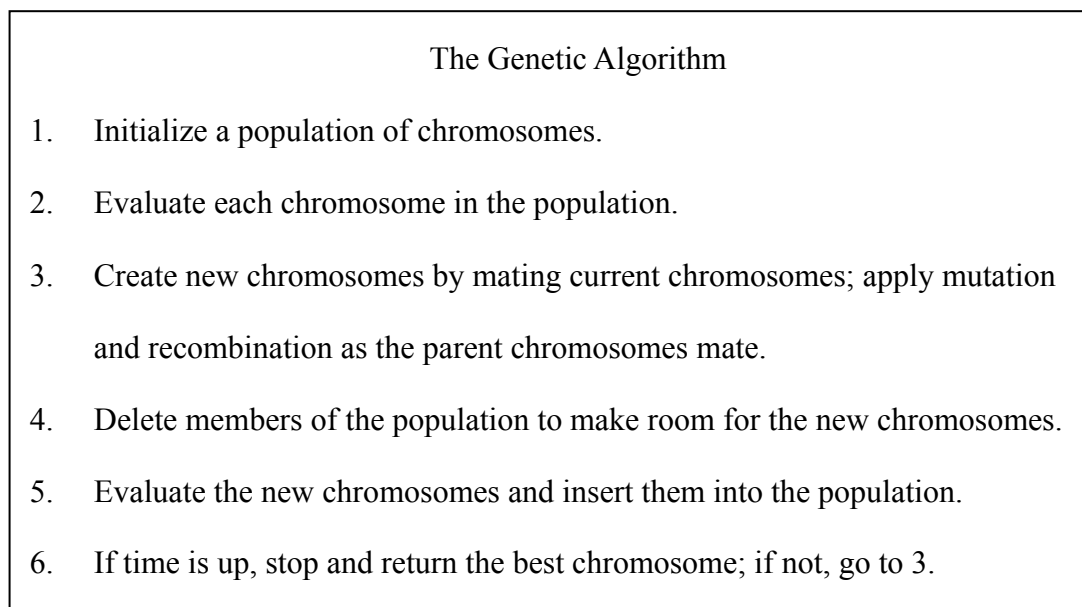 The Genetic Algorithm
1. Initialize a population of chromosomes.
2. Evaluate each chromosome in the population.
3. Create new chromosomes by mating current chromosomes; apply mutation
and recombination as the parent chromosomes mate.
4. Delete members of the population to make room for the new chromosomes.
5. Evaluate the new chromosomes and insert them into the population.
6. If time is up, stop and return the best chromosome; if not, go to 3.